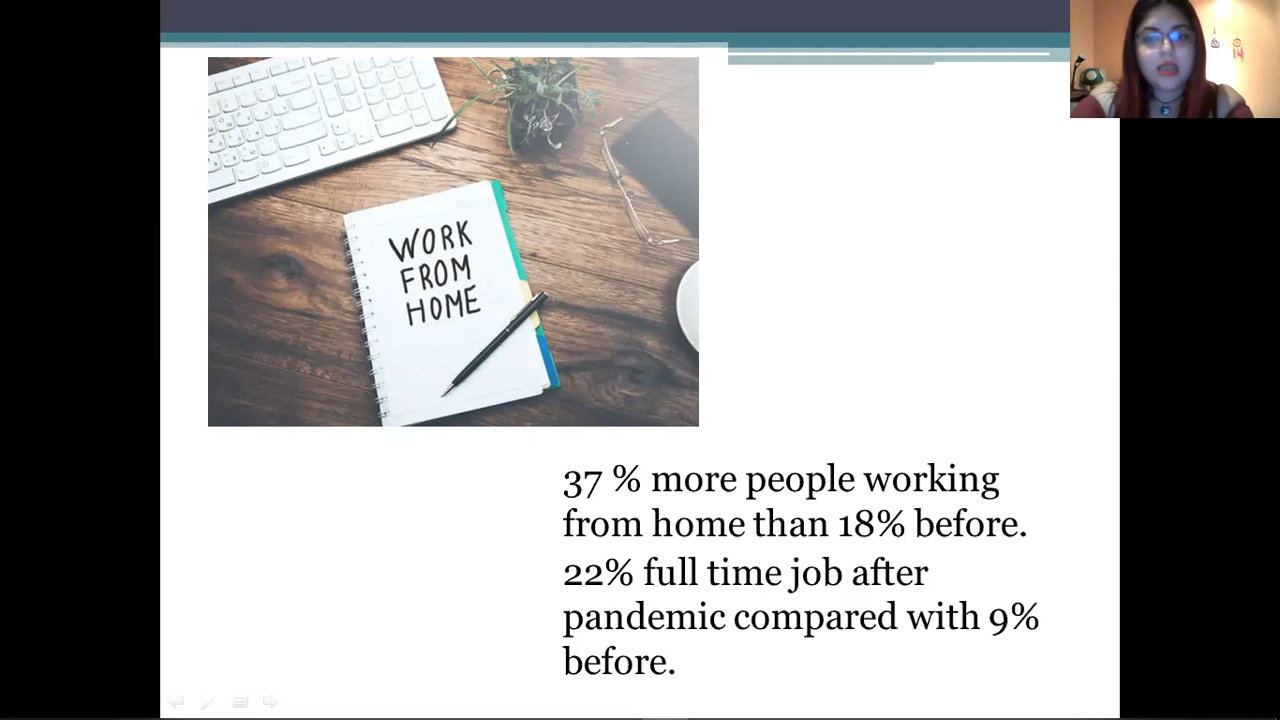 WORK
FROM
HOME
37 % more people working
from home than 18% before.
22% full time job after
pandemic compared with 9%
before.